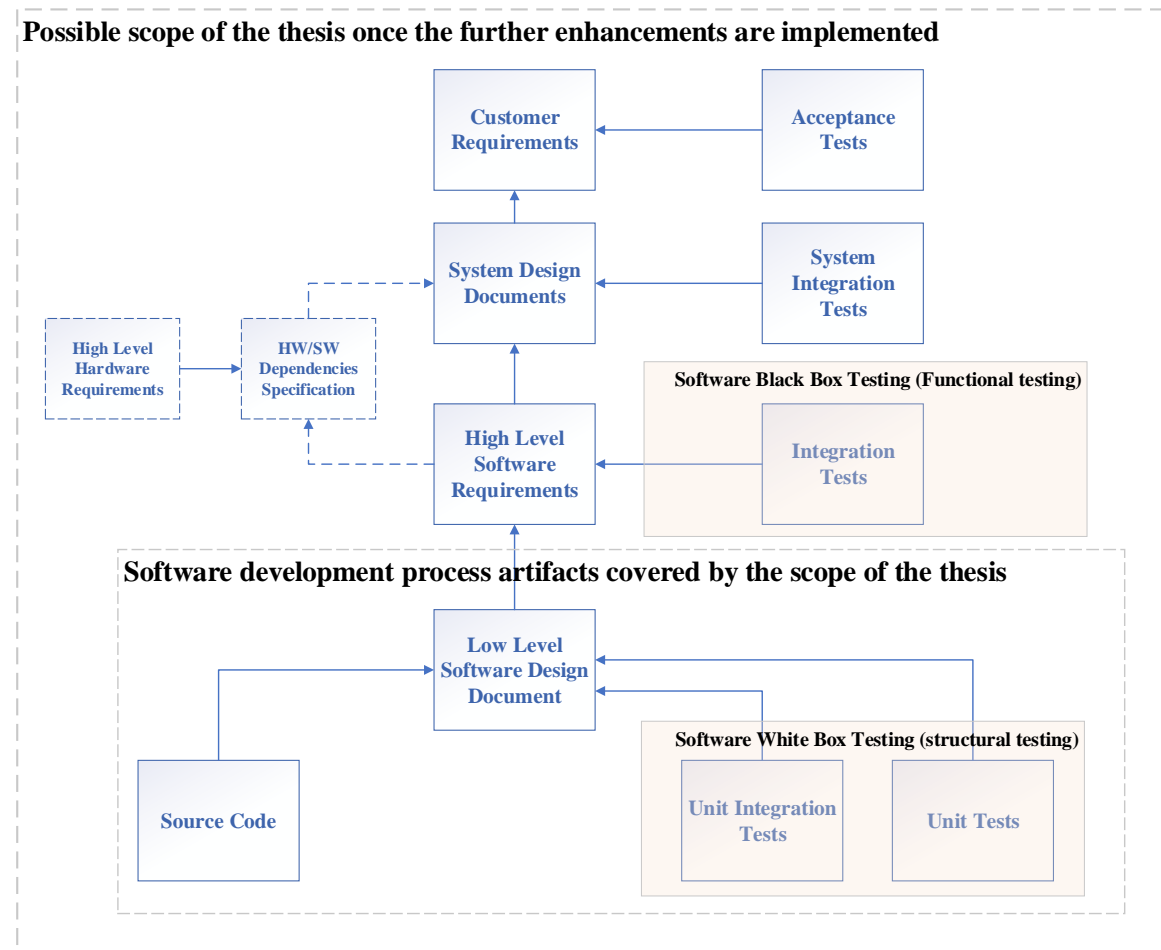 Possible scope of the thesis once the further enhancements are implemented
Customer
Requirements
Acceptance
Tests
System Design
Documents
System
Integration
Tests
High Level
Hardware
Requirements
HW/SW
Dependencies
Specification
Software Black Box Testing (Functional testing)
High Level
Software
Requirements
Integration
Tests
Software development process artifacts covered by the scope of the thesis
Low Level
Software Design
Document
Software White Box Testing (structural testing)
Source Code
Unit Integration
Tests
Unit Tests